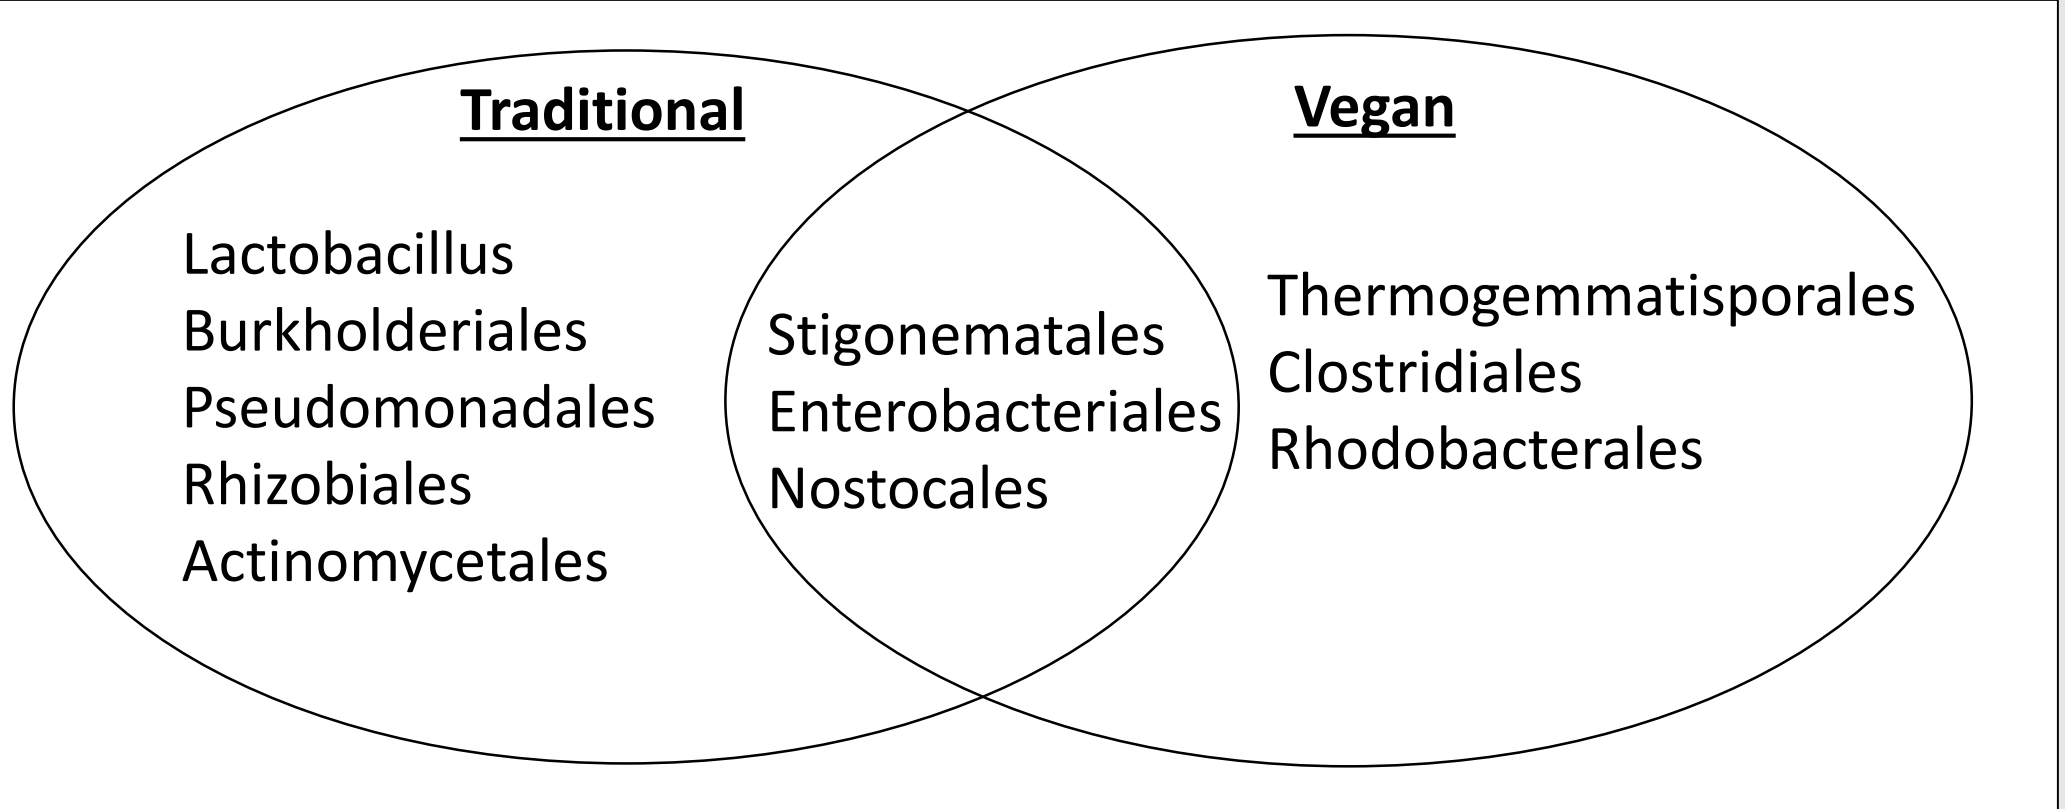 Traditional
Vegan
Lactobacillus
Burkholderiales
Pseudomonadales
Rhizobiales
Actinomycetales
Stigonematales
Enterobacteriales
Nostocales
Thermogemmatisporales
Clostridiales
Rhodobacterales